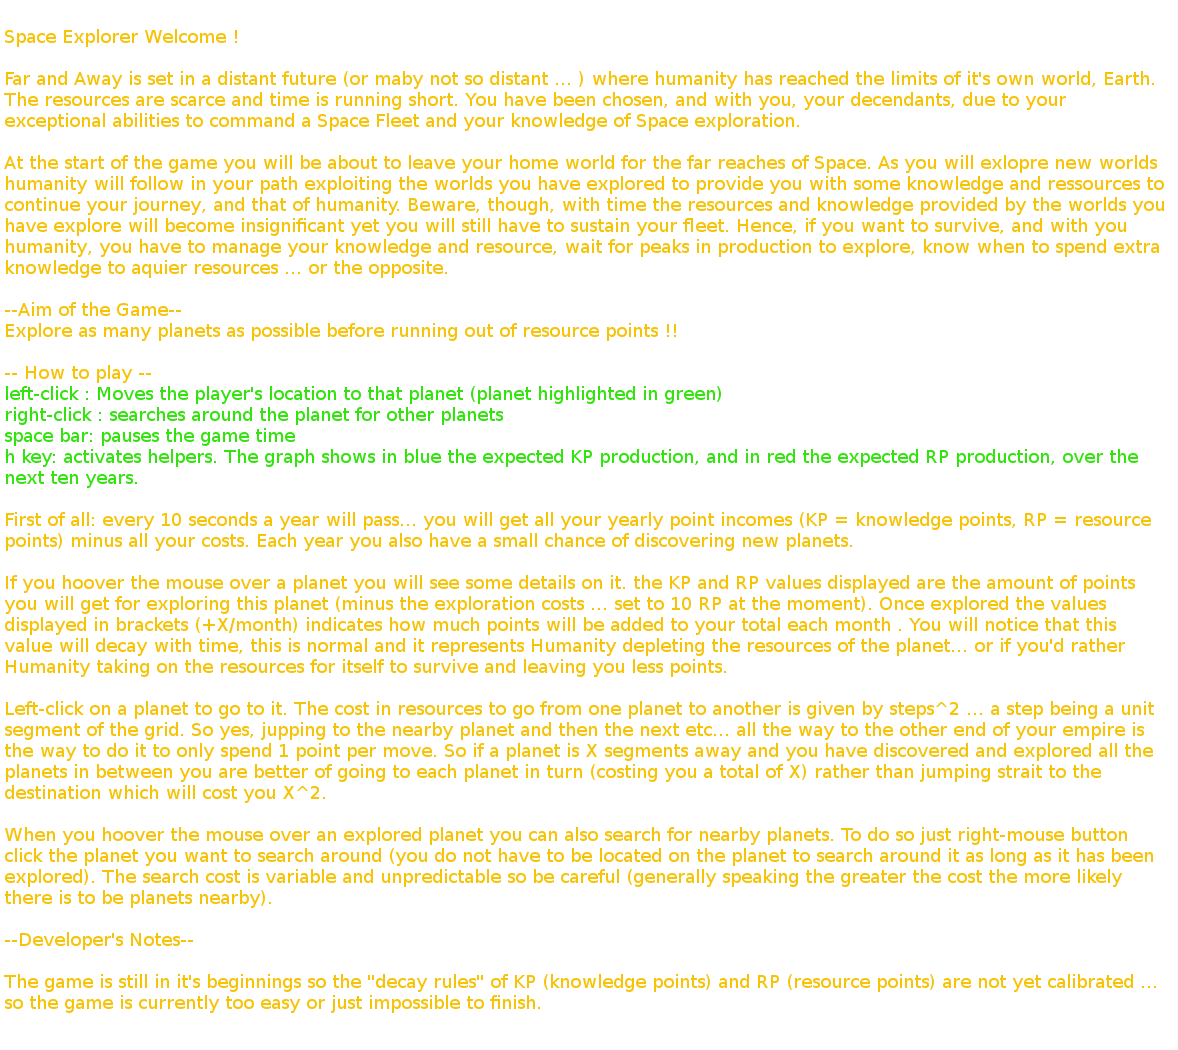 Space Explorer Welcome !
Far and Away is set in a distant future (or maby not so distant ... ) where humanity has reached the limits of it's own world, Earth.
The resources are scarce and time is running short. You have been chosen, and with you, your decendants, due to your
exceptional abilities to command a Space Fleet and your knowledge of Space exploration.
At the start of the game you will be about to leave your home world for the far reaches of Space. As you will exlopre new worlds
humanity will follow in your path exploiting the worlds you have explored to provide you with some knowledge and ressources to
continue your journey, and that of humanity. Beware, though, with time the resources and knowledge provided by the worlds you
have explore will become insignificant yet you will still have to sustain your fleet. Hence, if you want to survive, and with you
humanity, you have to manage your knowledge and resource, wait for peaks in production to explore, know when to spend extra
knowledge to aquier resources ... or the opposite.
--Aim of the Game--
Explore as many planets as possible before running out of resource points !!
-- How to play --
left-click : Moves the player's location to that planet (planet highlighted in green)
right-click : searches around the planet for other planets
space bar: pauses the game time
h key: activates helpers. The graph shows in blue the expected KP production, and in red the expected RP production, over the
next ten years.
First of all: every 10 seconds a year will pass... you will get all your yearly point incomes (KP = knowledge points, RP = resource
points) minus all your costs. Each year you also have a small chance of discovering new planets.
If you hoover the mouse over a planet you will see some details on it. the KP and RP values displayed are the amount of points
you will get for exploring this planet (minus the exploration costs ... set to 10 RP at the moment). Once explored the values
displayed in brackets (+X/month) indicates how much points will be added to your total each month . You will notice that this
value will decay with time, this is normal and it represents Humanity depleting the resources of the planet... or if you'd rather
Humanity taking on the resources for itself to survive and leaving you less points.
Left-click on a planet to go to it. The cost in resources to go from one planet to another is given by steps^2 ... a step being a unit
segment of the grid. So yes, jupping to the nearby planet and then the next etc... all the way to the other end of your empire is
the way to do it to only spend 1 point per move. So if a planet is X segments away and you have discovered and explored all the
planets in between you are better of going to each planet in turn (costing you a total of X) rather than jumping strait to the
destination which will cost you X^2.
When you hoover the mouse over an explored planet you can also search for nearby planets. To do so just right-mouse button
click the planet you want to search around (you do not have to be located on the planet to search around it as long as it has been
explored). The search cost is variable and unpredictable so be careful (generally speaking the greater the cost the more likely
there is to be planets nearby).
--Developer's Notes--
The game is still in it's beginnings so the "decay rules" of KP (knowledge points) and RP (resource points) are not yet calibrated ...
so the game is currently too easy or just impossible to finish.